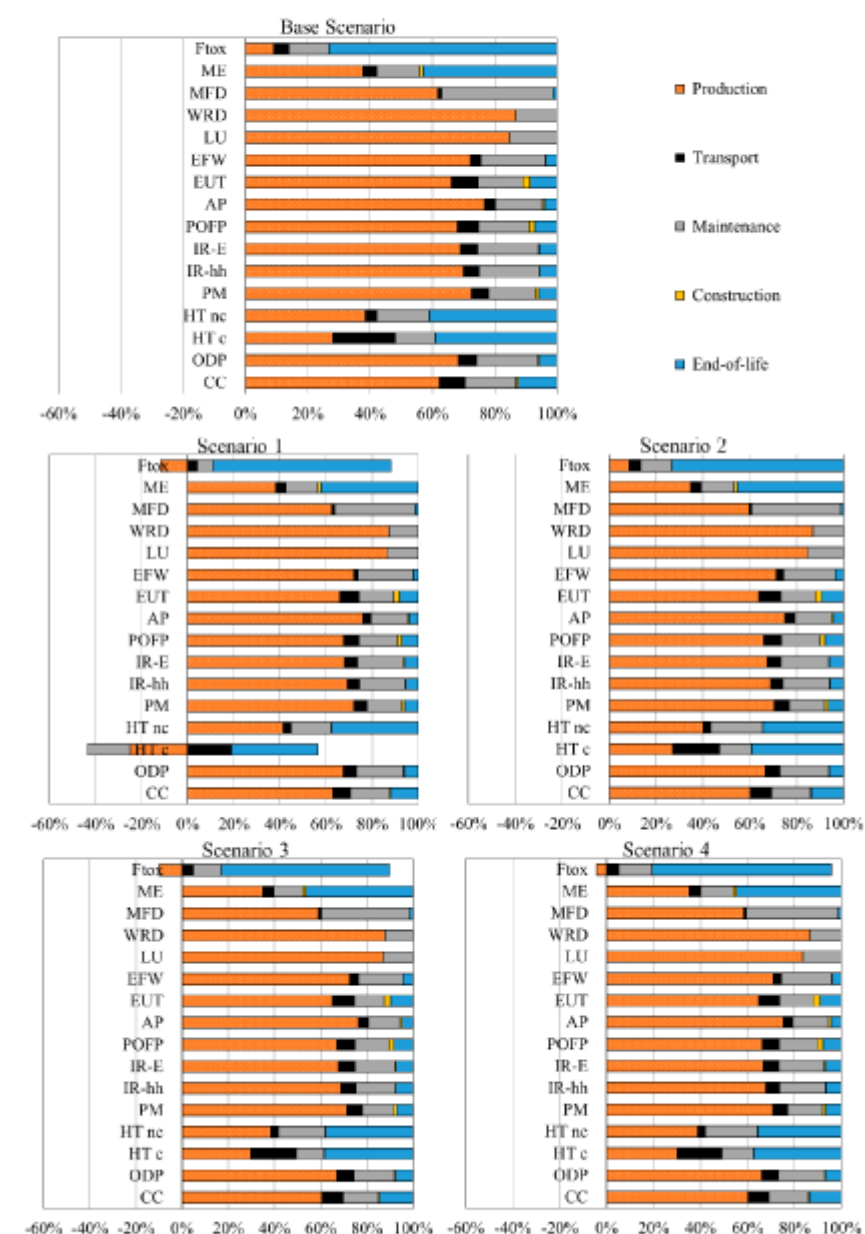 Base Scenario
Ftox
ME
MFD
WRD
LU
EFW
EUT
AP
POFP
IR-E
IR-hh
PM
HT nc
HT c
ODP
CC
-60% -40% -20% 0% 20% 40% 60% 80% 100%
Production
Transport
Maintenance
Construction
End-of-life
Scenario 1
Ftox
ME
MFD
WRD
LU
EFW
EUT
AP
POFP
IR-E
IR-hh
PM
HT nc
HT c
ODP
CC
-60% -40% -20% 0% 20% 40% 60% 80% 100%
Scenario 2
Ftox
ME
MFD
WRD
LU
EFW
EUT
AP
POFP
IR-E
IR-hh
PM
HT nc
HT c
ODP
CC
-60% -40% -20% 0% 20% 40% 60% 80% 100%
Scenario 3
Ftox
ME
MFD
WRD
LU
EFW
EUT
AP
POFP
IR-E
IR-hh
PM
HT nc
HT c
ODP
CC
-60% -40% -20% 0% 20% 40% 60% 80% 100%
Scenario 4
Ftox
ME
MFD
WRD
LU
EFW
EUT
AP
POFP
IR-E
IR-hh
PM
HT nc
HT c
ODP
CC
-60% -40% -20% 0% 20% 40% 60% 80% 100%